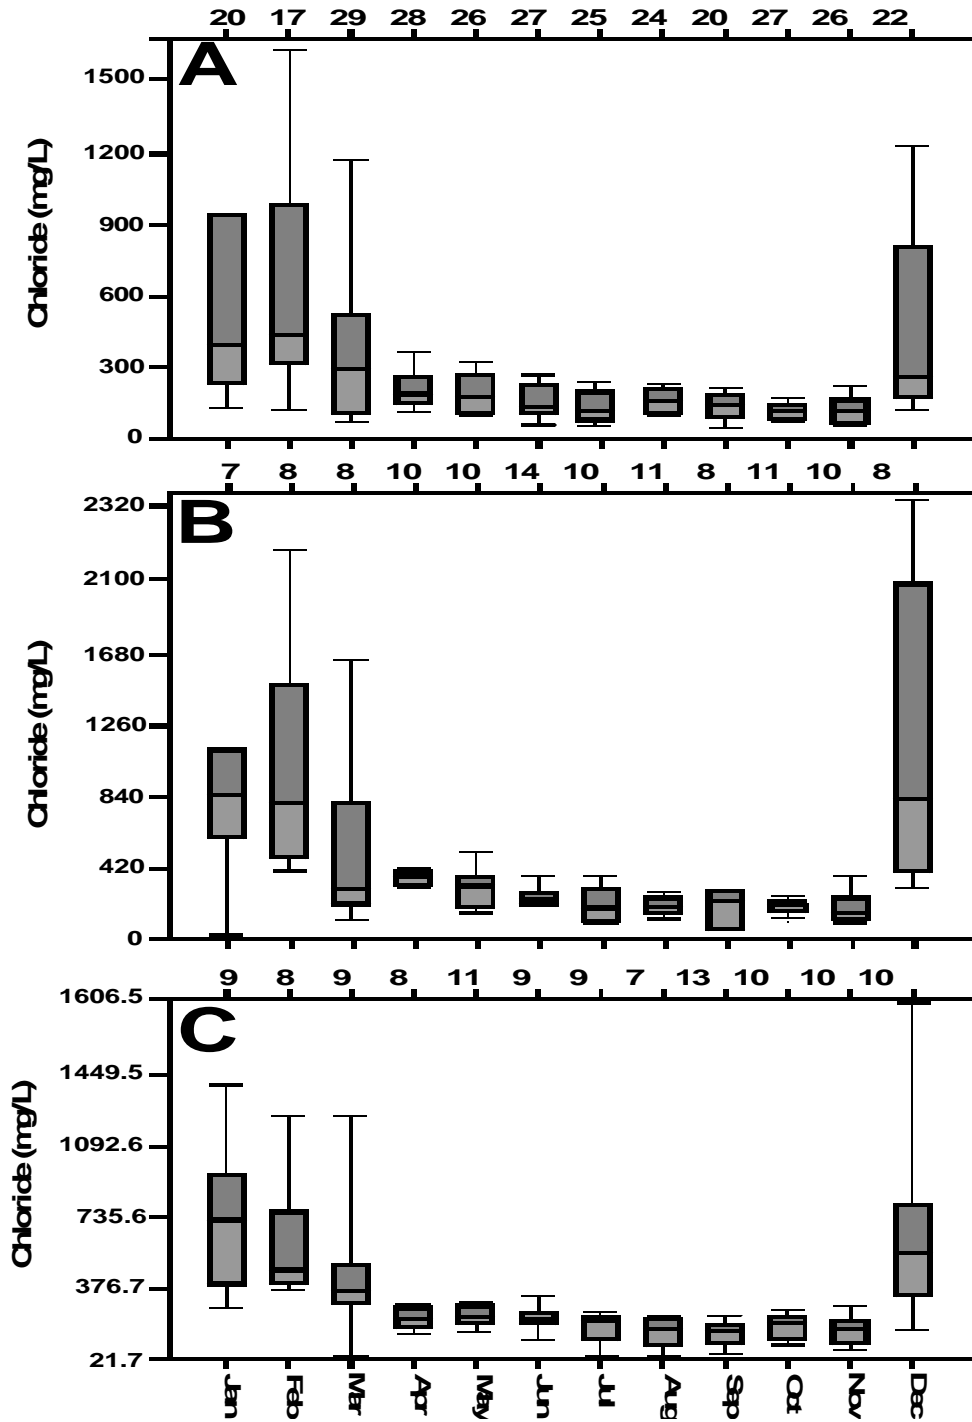 20 17 29 28 26 27 25 24 20 27 26 22
A
1500
1200
900
600
300
0
Chloride (mg/L)
7 8 8 10 10 14 10 11 8 11 10 8
B
2320
2100
1680
1260
840
420
0
Chloride (mg/L)
9 8 9 8 11 9 9 7 13 10 10 10
C
1606.5
1449.5
1092.6
735.6
376.7
21.7
Chloride (mg/L)
Jan Feb Mar Apr May Jun Jul Aug Sep Oct Nov Dec